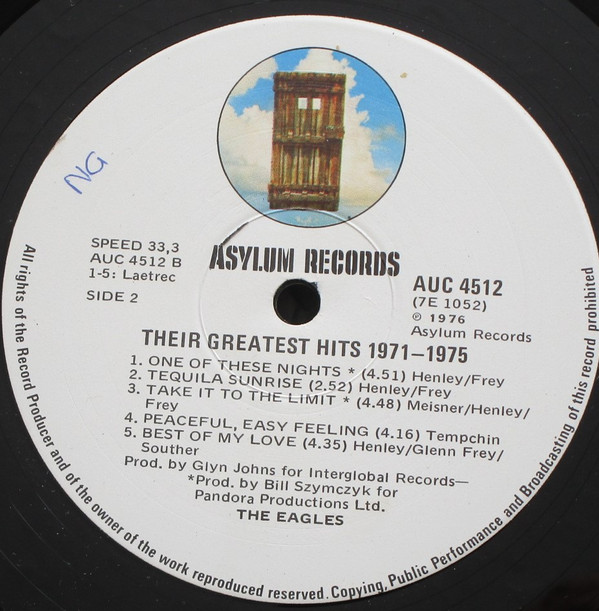 NG
SPEED 33,3
AUC 4512 B
1-5: Laetrec
SIDE 2
ASYLUM RECORDS
AUC 4512
(7E 1052)
℗ 1976
Asylum Records
THEIR GREATEST HITS 1971—1975
1. ONE OF THESE NIGHTS * (4.51) Henley/Frey
2. TEQUILA SUNRISE (2.52) Henley/Frey
3. TAKE IT TO THE LIMIT * (4.48) Meisner/Henley/
Frey
4. PEACEFUL, EASY FEELING (4.16) Tempchin
5. BEST OF MY LOVE (4.35) Henley/Glenn Frey/
Souther
Prod. by Glyn Johns for Interglobal Records—
*Prod. by Bill Szymczyk for
Pandora Productions Ltd.
THE EAGLES
All rights of the Record Producer and of the owner of the work reproduced reserved. Copying, Public Performance and Broadcasting of this record prohibited